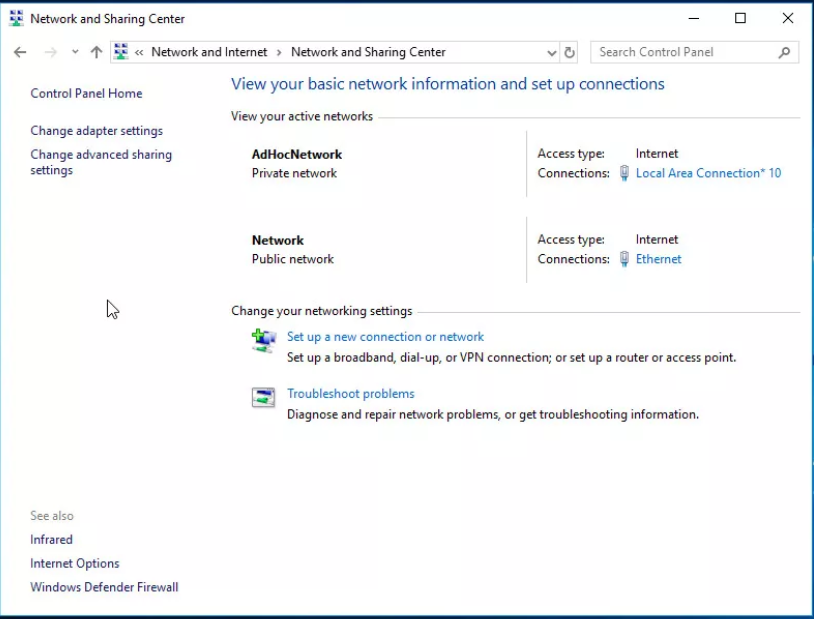 Network and Sharing Center
« Network and Internet › Network and Sharing Center
Search Control Panel
Control Panel Home
Change adapter settings
Change advanced sharing
settings
View your basic network information and set up connections
View your active networks
AdHocNetwork
Private network
Access type: Internet
Connections: Local Area Connection* 10
Network
Public network
Access type: Internet
Connections: Ethernet
Change your networking settings
Set up a new connection or network
Set up a broadband, dial-up, or VPN connection; or set up a router or access point.
Troubleshoot problems
Diagnose and repair network problems, or get troubleshooting information.
See also
Infrared
Internet Options
Windows Defender Firewall